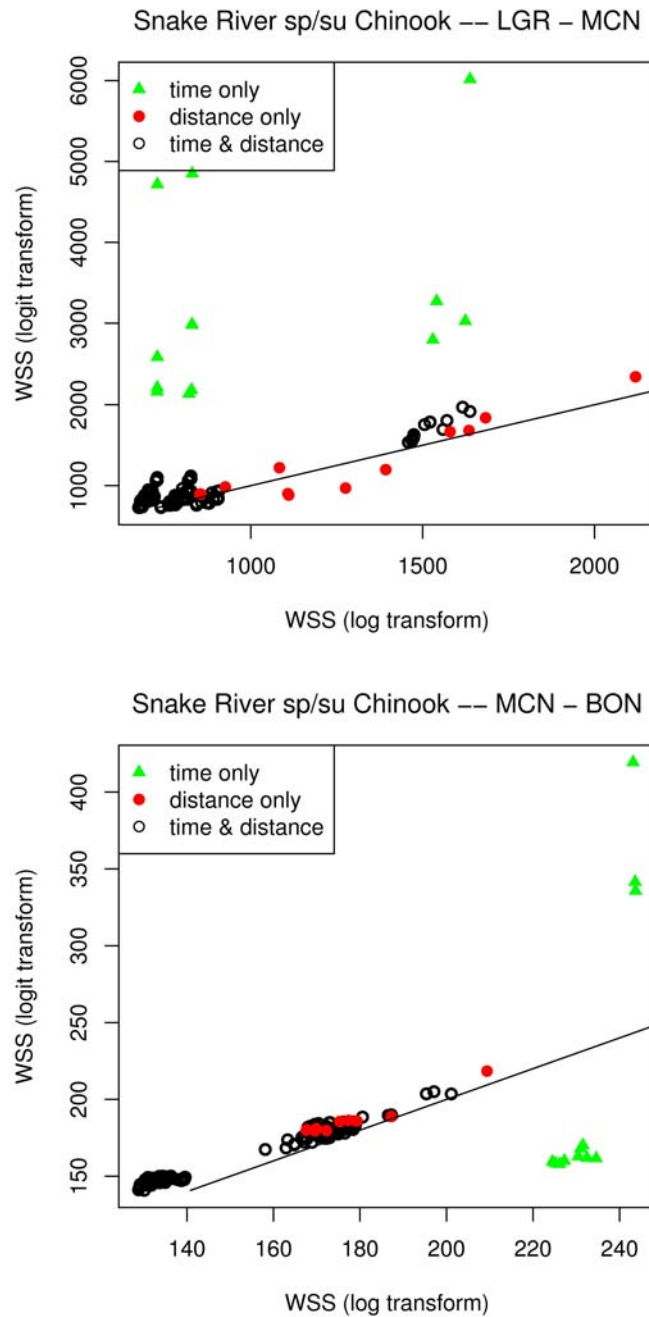 Snake River sp/su Chinook −− LGR − MCN
time only
distance only
time & distance
WSS (logit transform)
1000 2000 3000 4000 5000 6000
1000 1500 2000
WSS (log transform)
Snake River sp/su Chinook −− MCN − BON
time only
distance only
time & distance
WSS (logit transform)
150 200 250 300 350 400
140 160 180 200 220 240
WSS (log transform)